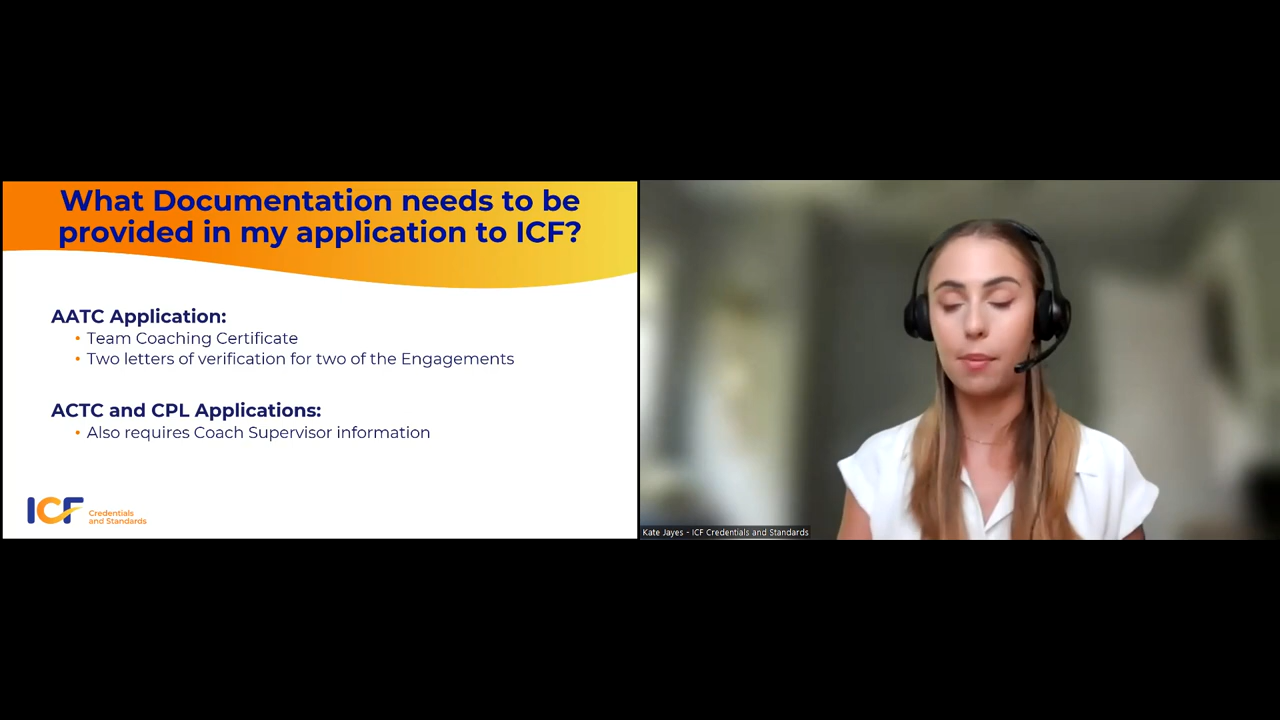 What Documentation needs to be
provided in my application to ICF?
AATC Application:
• Team Coaching Certificate
• Two letters of verification for two of the Engagements
ACTC and CPL Applications:
• Also requires Coach Supervisor information
ICF Credentials
and Standards
Kate Jayes - ICF Credentials and Standards